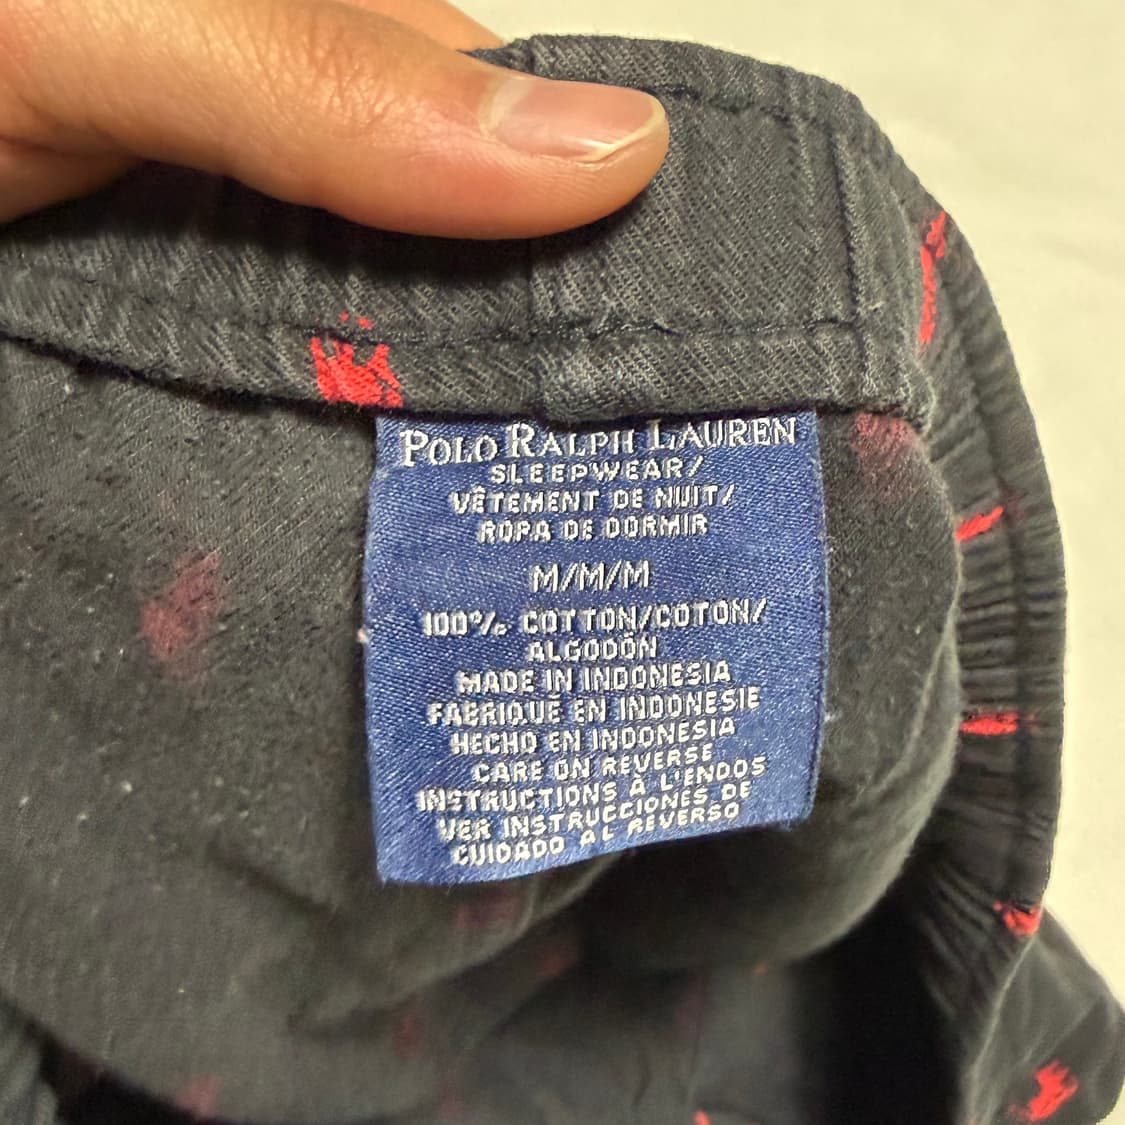 POLO RALPH LAUREN
SLEEPWEAR/
VÊTEMENT DE NUIT/
ROPA DE DORMIR
M/M/M
100% COTTON/COTON/
ALGODÓN
MADE IN INDONESIA
FABRIQUÉ EN INDONESIE
HECHO EN INDONESIA
CARE ON REVERSE
INSTRUCTIONS À L'ENDOS
VER INSTRUCCIONES DE
CUIDADO AL REVERSO